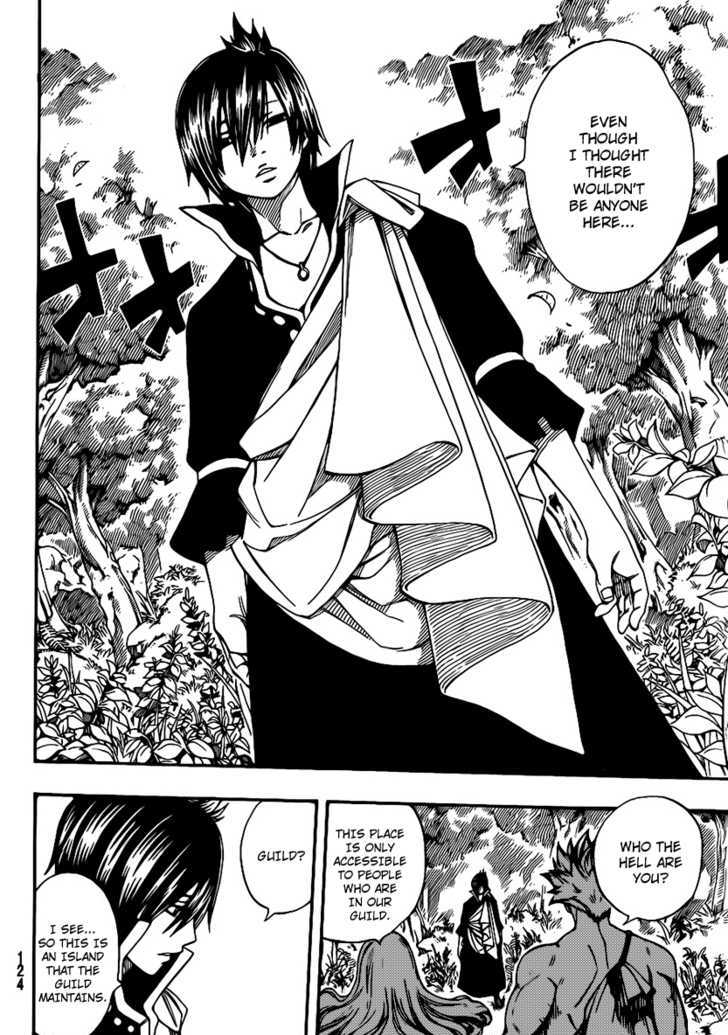 EVEN
THOUGH
I THOUGHT
THERE
WOULDN'T
BE ANYONE
HERE...
WHO THE
HELL ARE
YOU?
THIS PLACE
IS ONLY
ACCESSIBLE
TO PEOPLE
WHO ARE
IN OUR
GUILD.
GUILD?
I SEE...
SO THIS IS
AN ISLAND
THAT THE
GUILD
MAINTAINS.
124